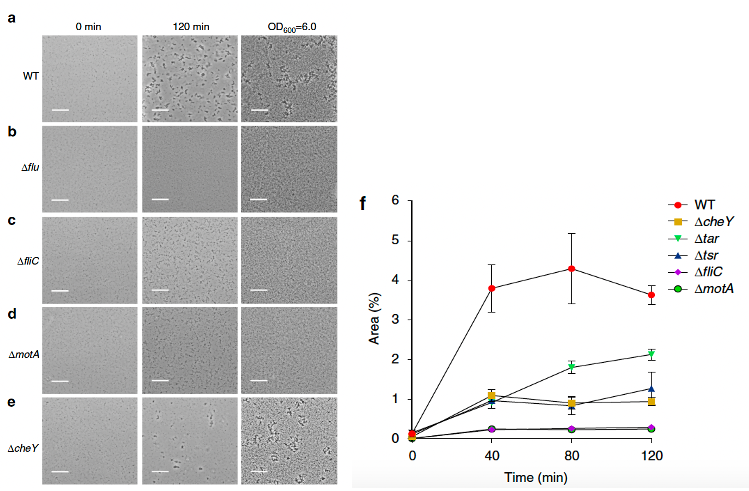 a
0 min 120 min OD600=6.0
WT
b
Δflu
c
ΔfliC
d
ΔmotA
e
ΔcheY
f
6
5
4
3
2
1
0
Area (%)
0 40 80 120
Time (min)
WT
ΔcheY
Δtar
Δtsr
ΔfliC
ΔmotA